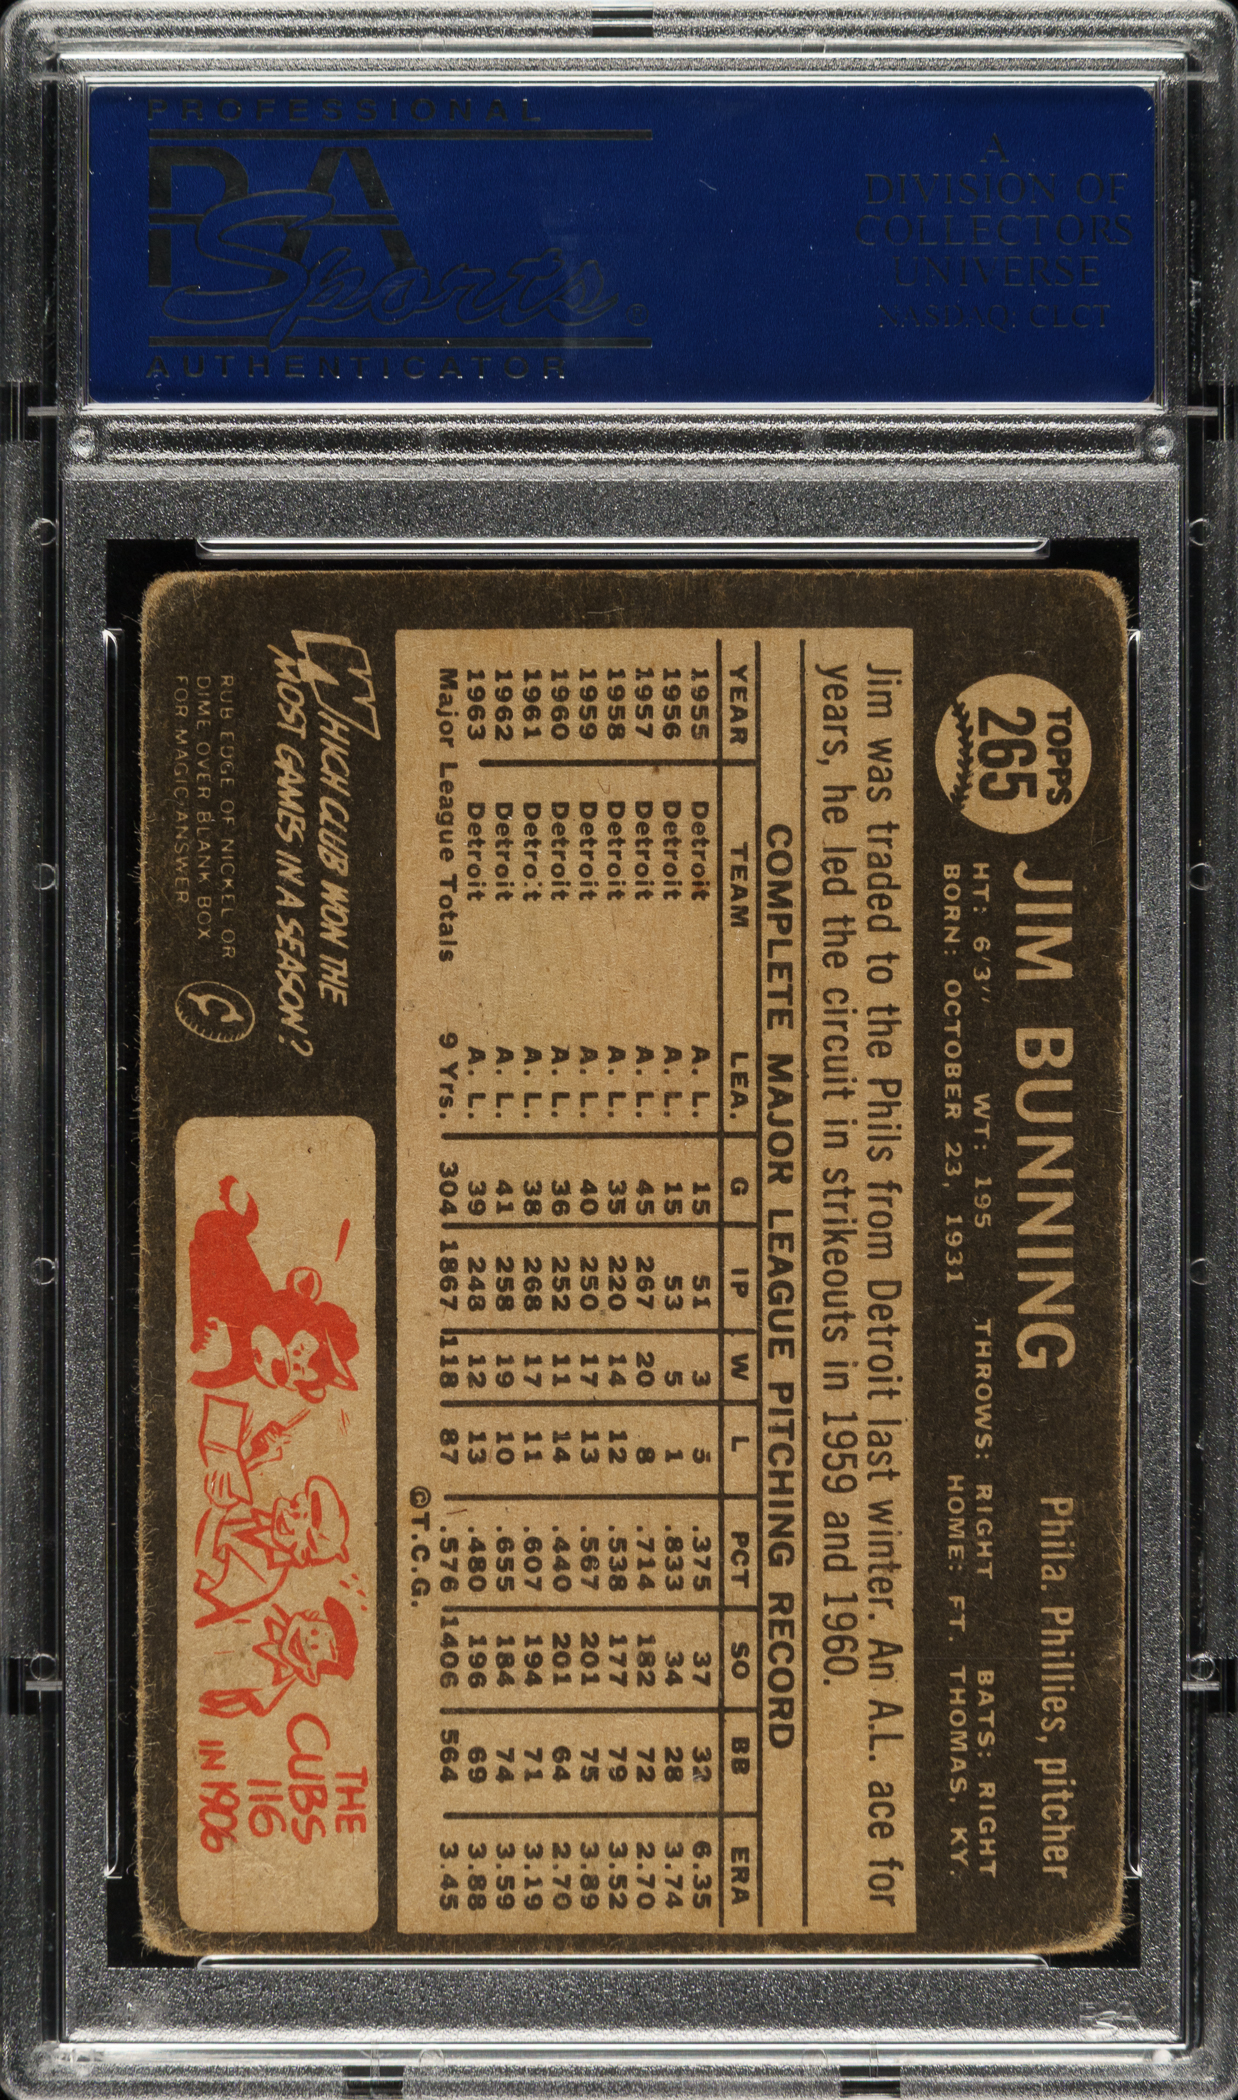 PROFESSIONAL
PSA
Sports®
AUTHENTICATOR
A
DIVISION OF
COLLECTORS
UNIVERSE
NASDAQ: CLCT
TOPPS
265
JIM BUNNING Phila. Phillies, pitcher
HT: 6'3" WT: 195 THROWS: RIGHT BATS: RIGHT
BORN: OCTOBER 23, 1931 HOME: FT. THOMAS, KY.
Jim was traded to the Phils from Detroit last winter. An A.L. ace for
years, he led the circuit in strikeouts in 1959 and 1960.
COMPLETE MAJOR LEAGUE PITCHING RECORD
YEAR TEAM LEA. G IP W L PCT SO BB ERA
1955 Detroit A. L. 15 51 3 5 .375 37 32 6.35
1956 Detroit A. L. 15 53 5 1 .833 34 28 3.74
1957 Detroit A. L. 45 267 20 8 .714 182 72 2.70
1958 Detroit A. L. 35 220 14 12 .538 177 79 3.52
1959 Detroit A. L. 40 250 17 13 .567 201 75 3.89
1960 Detroit A. L. 36 252 11 14 .440 201 64 2.70
1961 Detroit A. L. 38 268 17 11 .607 194 71 3.19
1962 Detroit A. L. 41 258 19 10 .655 184 74 3.59
1963 Detroit A. L. 39 248 12 13 .480 196 69 3.88
Major League Totals 9 Yrs. 304 1867 118 87 .576 1406 564 3.45
©T.C.G.
WHICH CLUB WON THE
MOST GAMES IN A SEASON?
RUB EDGE OF NICKEL OR
DIME OVER BLANK BOX
FOR MAGIC ANSWER
C
THE
CUBS
116
IN 1906